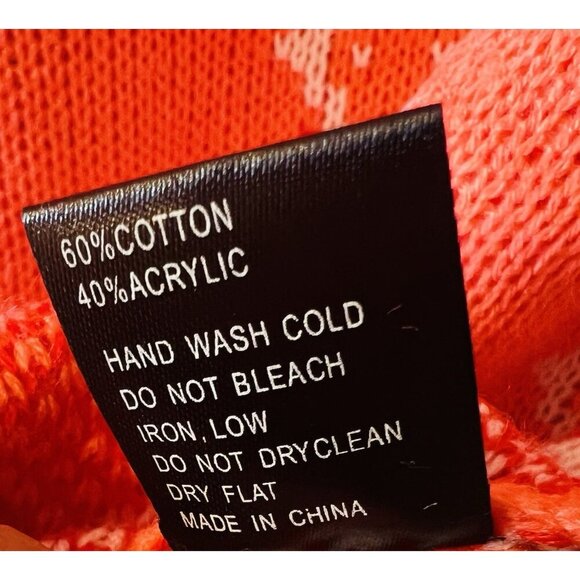 60%COTTON
40%ACRYLIC
HAND WASH COLD
DO NOT BLEACH
IRON, LOW
DO NOT DRYCLEAN
DRY FLAT
MADE IN CHINA